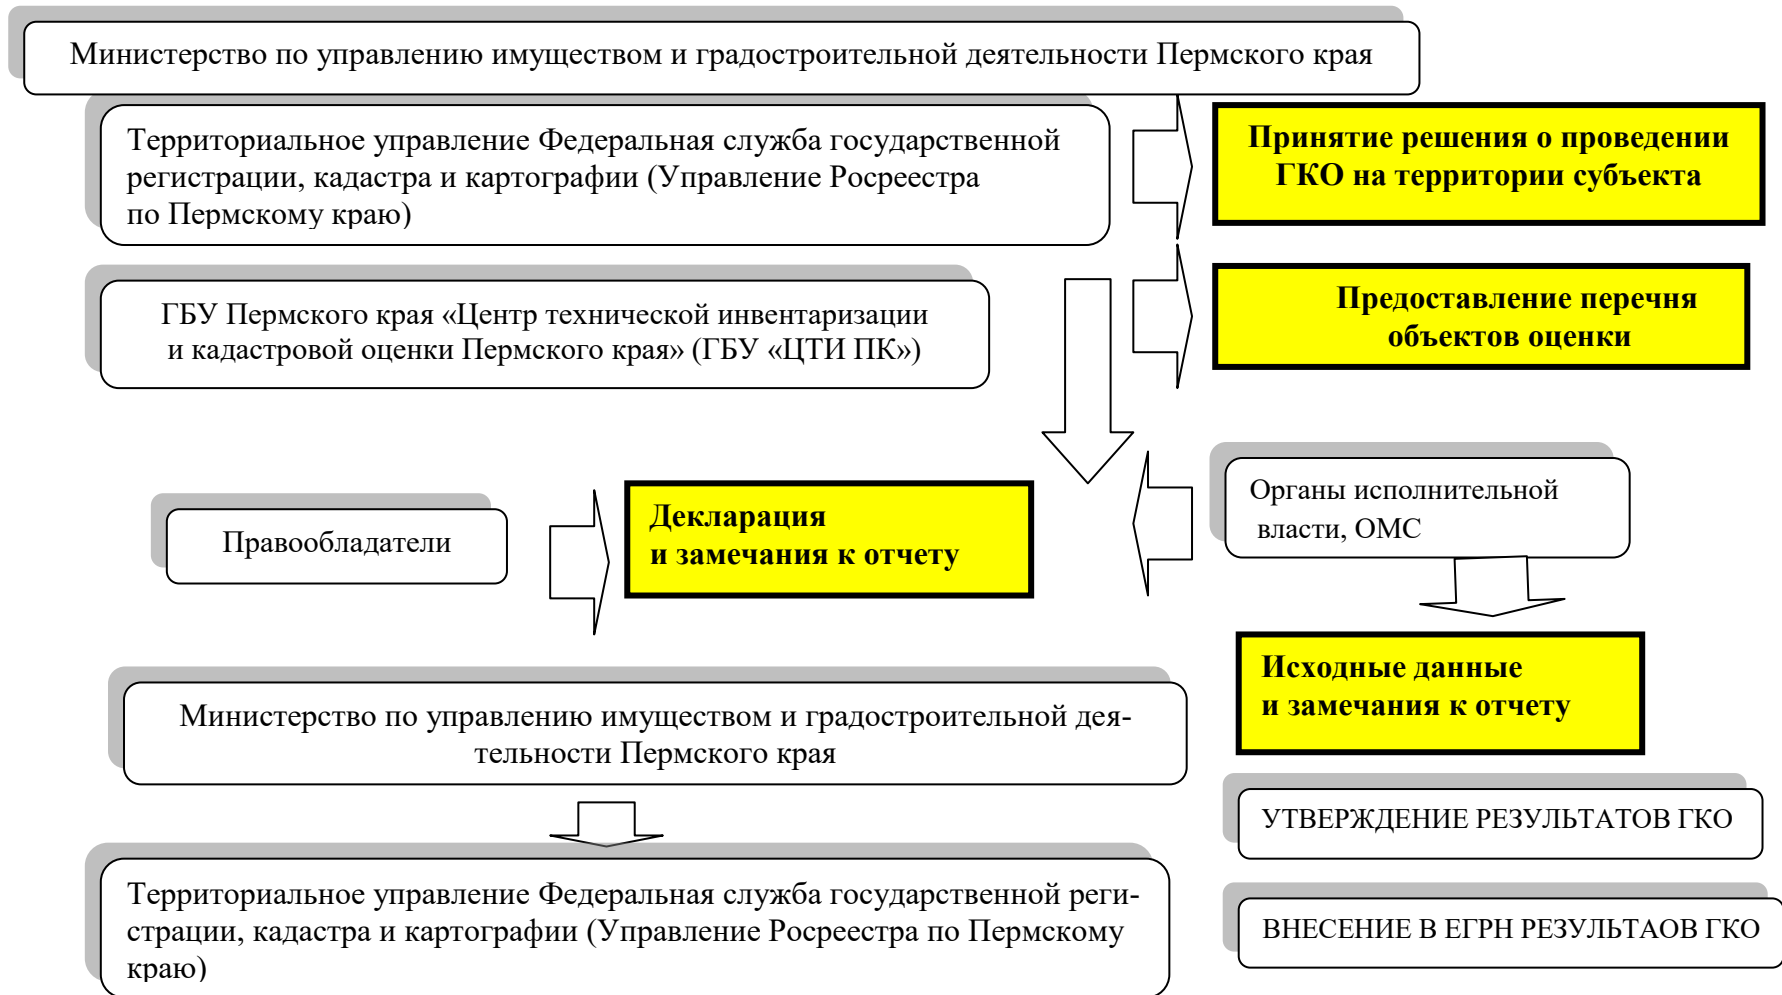 Министерство по управлению имуществом и градостроительной деятельности Пермского края
Территориальное управление Федеральная служба государственной
регистрации, кадастра и картографии (Управление Росреестра
по Пермскому краю)
Принятие решения о проведении
ГКО на территории субъекта
ГБУ Пермского края «Центр технической инвентаризации
и кадастровой оценки Пермского края» (ГБУ «ЦТИ ПК»)
Предоставление перечня
объектов оценки
Правообладатели
Декларация
и замечания к отчету
Органы исполнительной
власти, ОМС
Исходные данные
и замечания к отчету
Министерство по управлению имуществом и градостроительной дея-
тельности Пермского края
УТВЕРЖДЕНИЕ РЕЗУЛЬТАТОВ ГКО
Территориальное управление Федеральная служба государственной реги-
страции, кадастра и картографии (Управление Росреестра по Пермскому
краю)
ВНЕСЕНИЕ В ЕГРН РЕЗУЛЬТАОВ ГКО